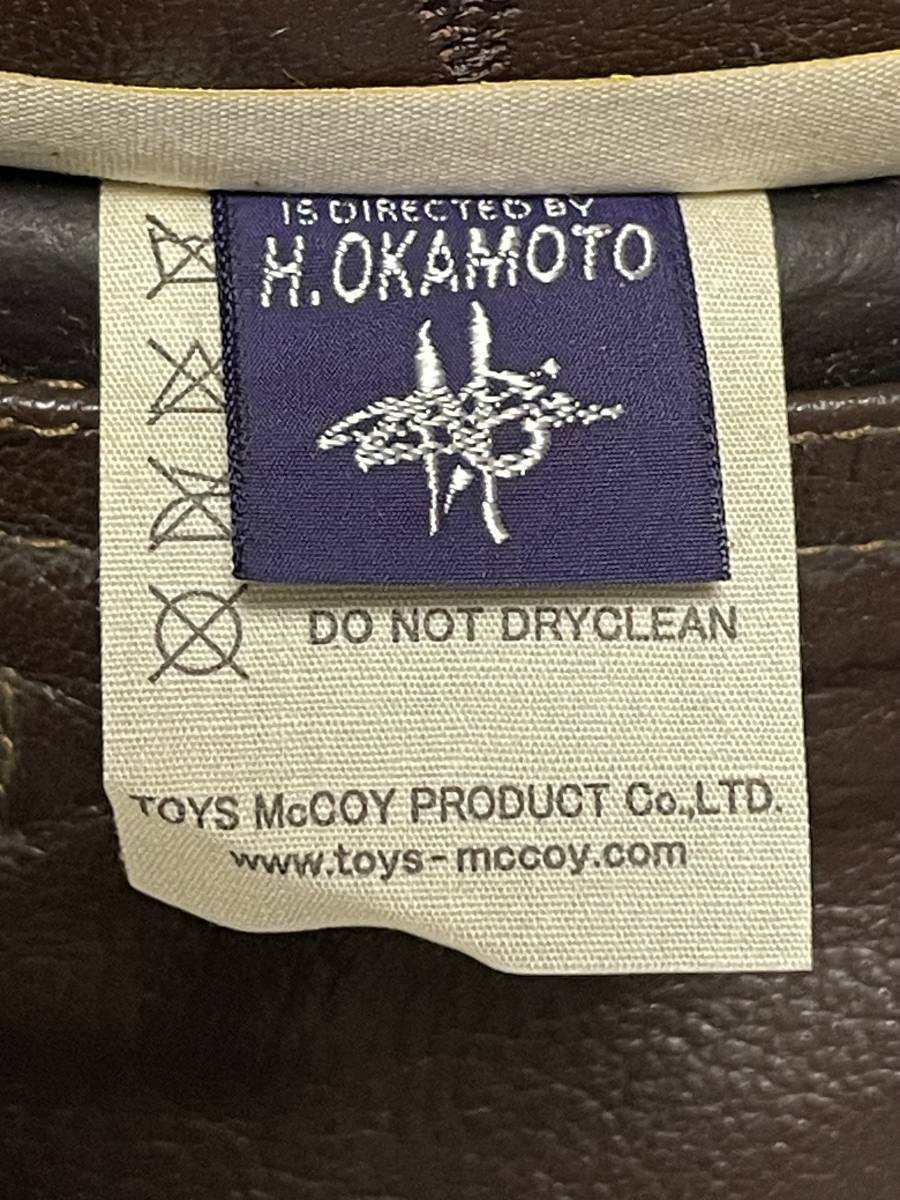 IS DIRECTED BY
H.OKAMOTO
DO NOT DRYCLEAN
TOYS McCOY PRODUCT Co.,LTD.
www.toys-mccoy.com